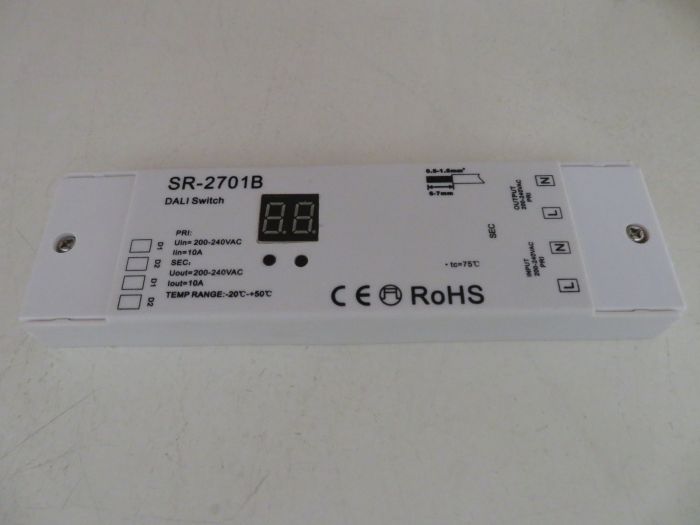 SR-2701B
DALI Switch
PRI:
Uin= 200-240VAC
Iin=10A
SEC:
Uout=200-240VAC
Iout=10A
TEMP RANGE:-20℃-+50℃
D1
D2
D1
D2
88
0.5-1.5mm²
6-7mm
SEC
• tc=75℃
CE RoHS
OUTPUT
200-240VAC
PRI
N
L
INPUT
200-240VAC
PRI
N
L